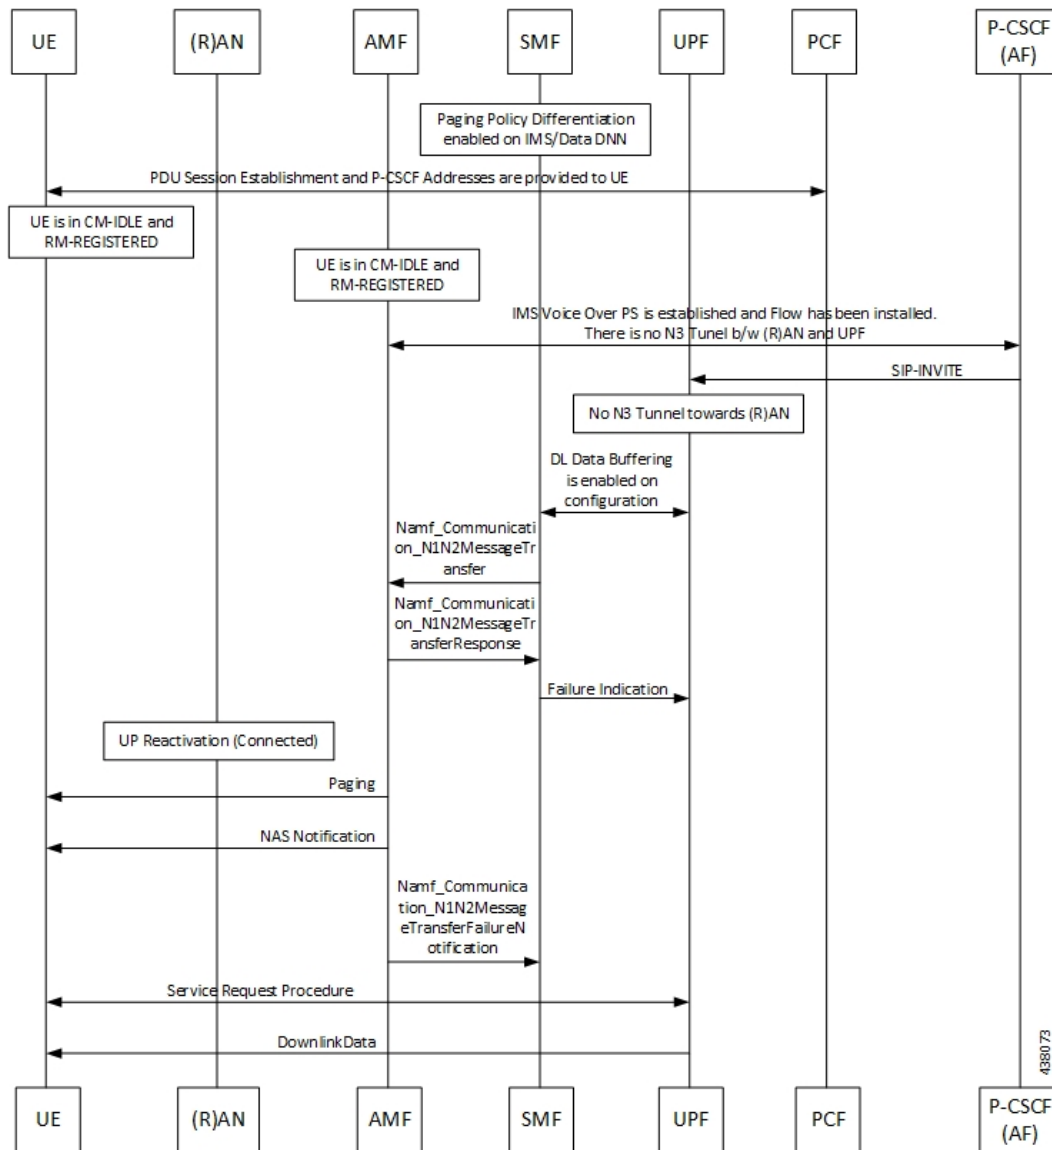 UE
(R)AN
AMF
SMF
UPF
PCF
P-CSCF
(AF)
Paging Policy Differentiation
enabled on IMS/Data DNN
PDU Session Establishment and P-CSCF Addresses are provided to UE
UE is in CM-IDLE and
RM-REGISTERED
UE is in CM-IDLE and
RM-REGISTERED
IMS Voice Over PS is established and Flow has been installed.
There is no N3 Tunel b/w (R)AN and UPF
SIP-INVITE
No N3 Tunnel towards (R)AN
DL Data Buffering
is enabled on
configuration
Namf_Communicati
on_N1N2MessageTr
ansfer
Namf_Communicati
on_N1N2MessageTr
ansferResponse
Failure Indication
UP Reactivation (Connected)
Paging
NAS Notification
Namf_Communica
tion_N1N2Messag
eTransferFailureN
otification
Service Request Procedure
DownlinkData
438073
UE
(R)AN
AMF
SMF
UPF
PCF
P-CSCF
(AF)